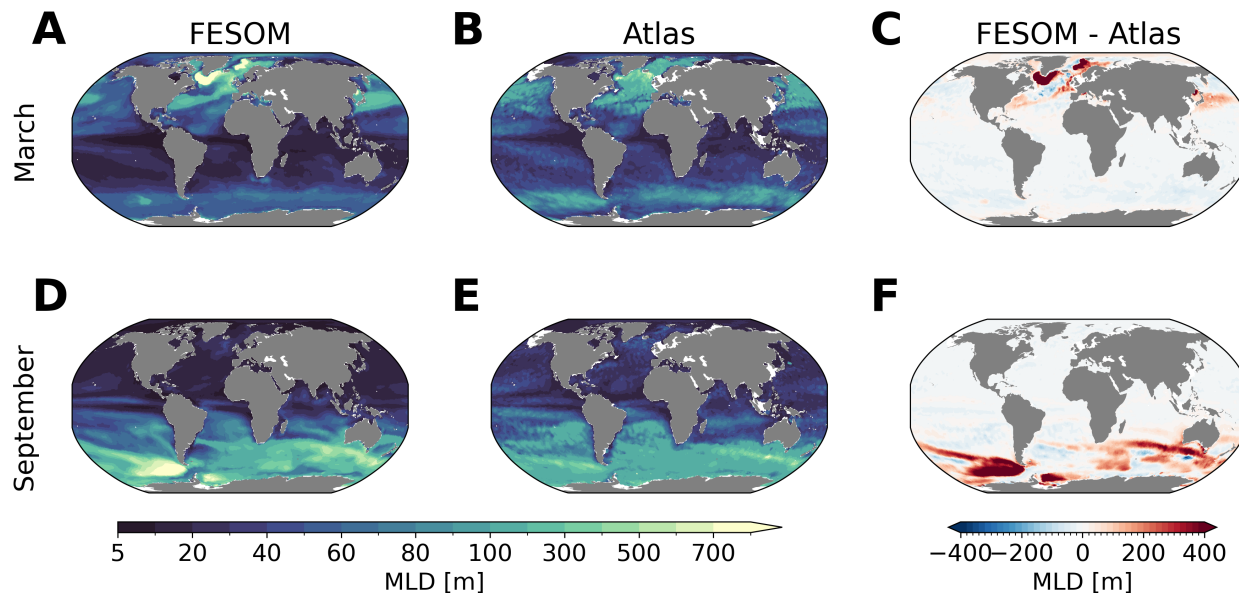 A
FESOM
B
Atlas
C
FESOM - Atlas
March
D
E
F
September
5 20 40 60 80 100 300 500 700
MLD [m]
−400 −200 0 200 400
MLD [m]